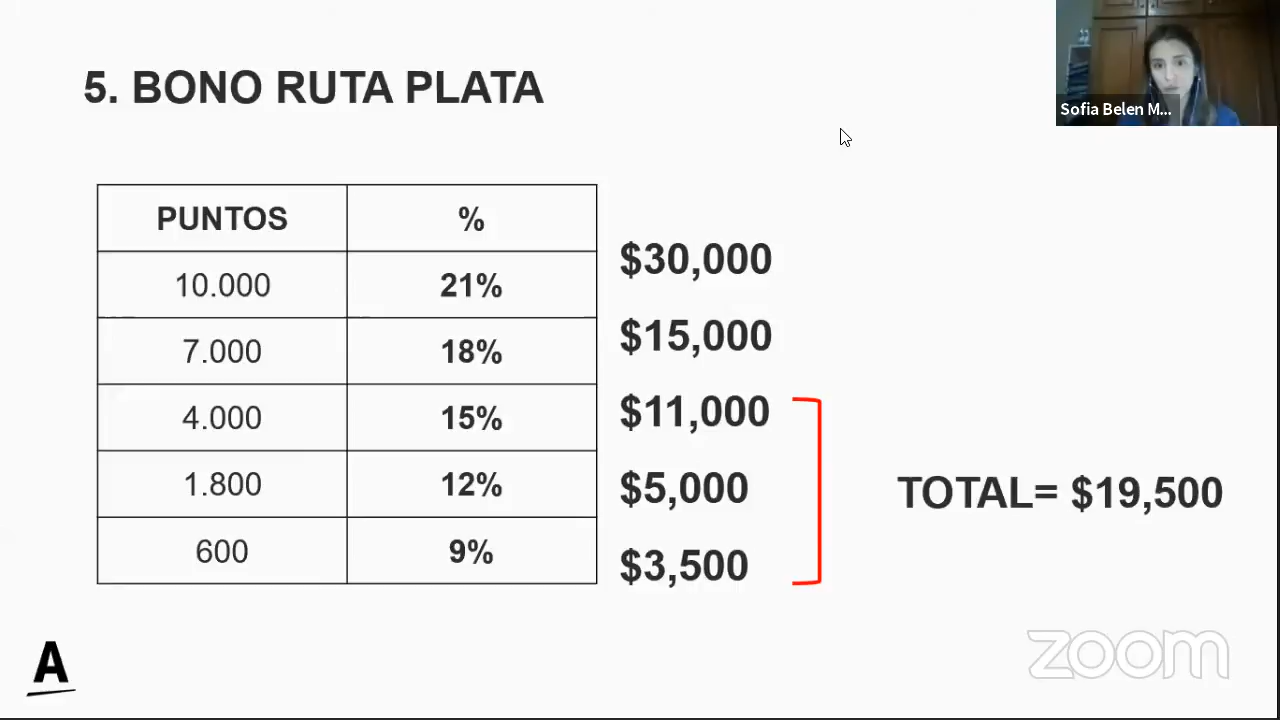 Sofia Belen M...
5. BONO RUTA PLATA
PUNTOS %
10.000 21% $30,000
7.000 18% $15,000
4.000 15% $11,000
1.800 12% $5,000
600 9% $3,500
TOTAL= $19,500
A
zoom